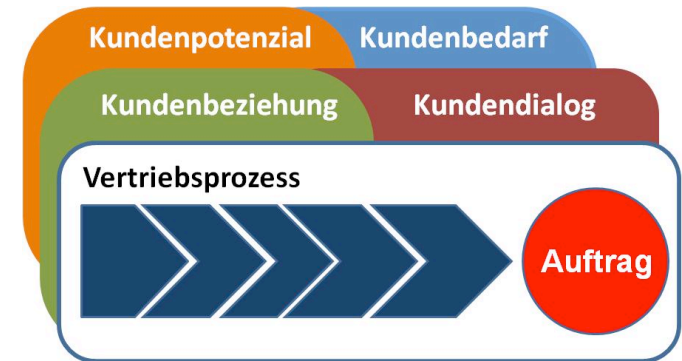 Kundenpotenzial
Kundenbedarf
Kundenbeziehung
Kundendialog
Vertriebsprozess
Auftrag